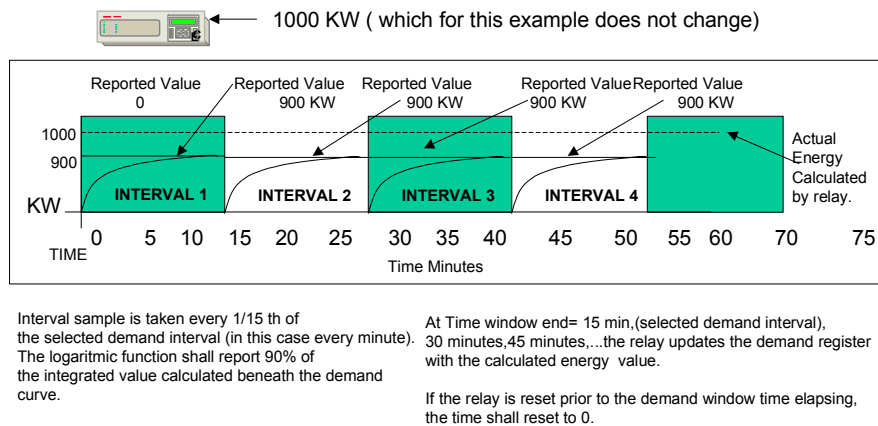 1000 KW ( which for this example does not change)
Reported Value
0
Reported Value
900 KW
Reported Value
900 KW
Reported Value
900 KW
1000
900
KW
INTERVAL 1
INTERVAL 2
INTERVAL 3
INTERVAL 4
Actual
Energy
Calculated
by relay.
TIME
0 5 10 15 20 25 30 35 40 45 50 55 60 70 75
Time Minutes
Interval sample is taken every 1/15 th of
the selected demand interval (in this case every minute).
The logaritmic function shall report 90% of
the integrated value calculated beneath the demand
curve.
At Time window end= 15 min,(selected demand interval),
30 minutes,45 minutes,...the relay updates the demand register
with the calculated energy value.
If the relay is reset prior to the demand window time elapsing,
the time shall reset to 0.